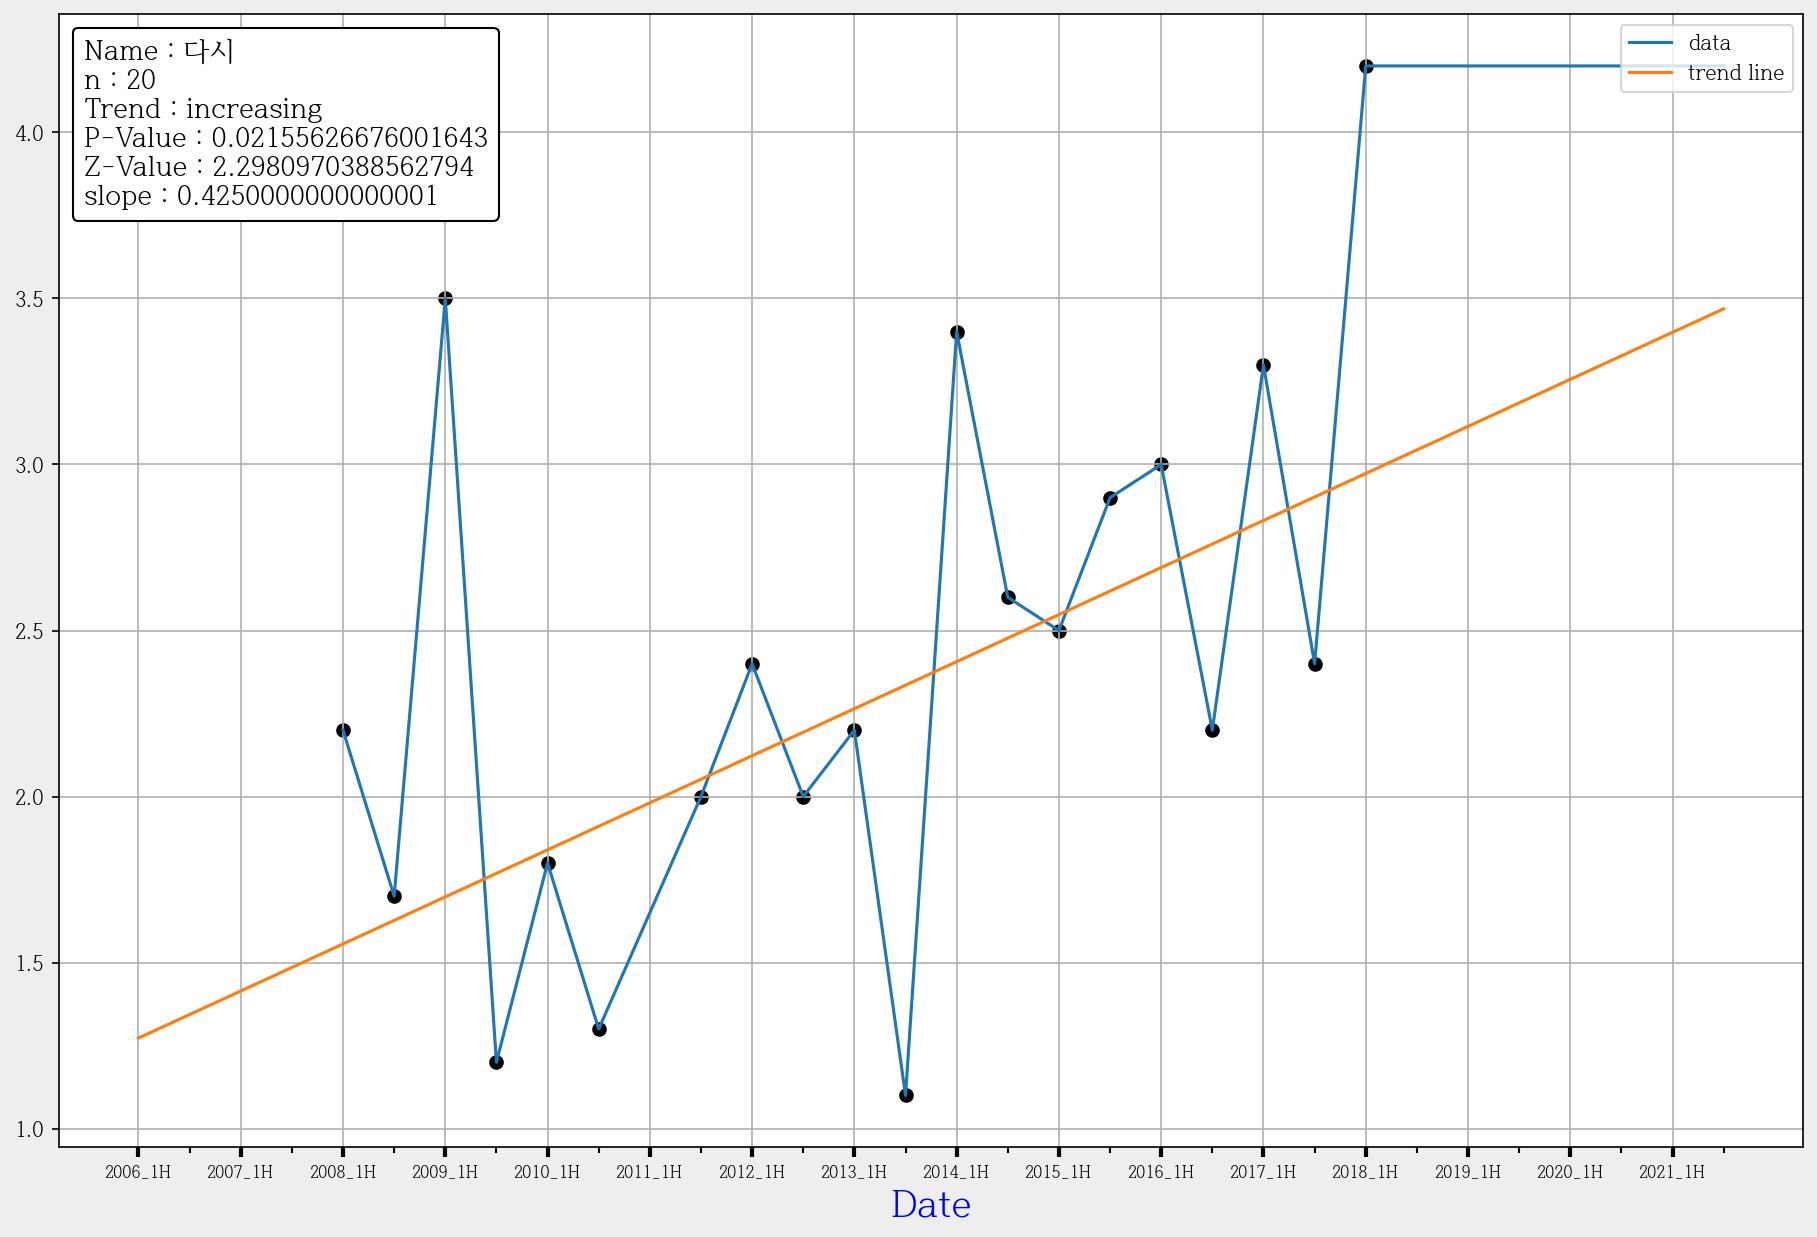 Name : 다시
n : 20
Trend : increasing
P-Value : 0.02155626676001643
Z-Value : 2.2980970388562794
slope : 0.4250000000000001
data
trend line
4.0
3.5
3.0
2.5
2.0
1.5
1.0
2006_1H 2007_1H 2008_1H 2009_1H 2010_1H 2011_1H 2012_1H 2013_1H 2014_1H 2015_1H 2016_1H 2017_1H 2018_1H 2019_1H 2020_1H 2021_1H
Date